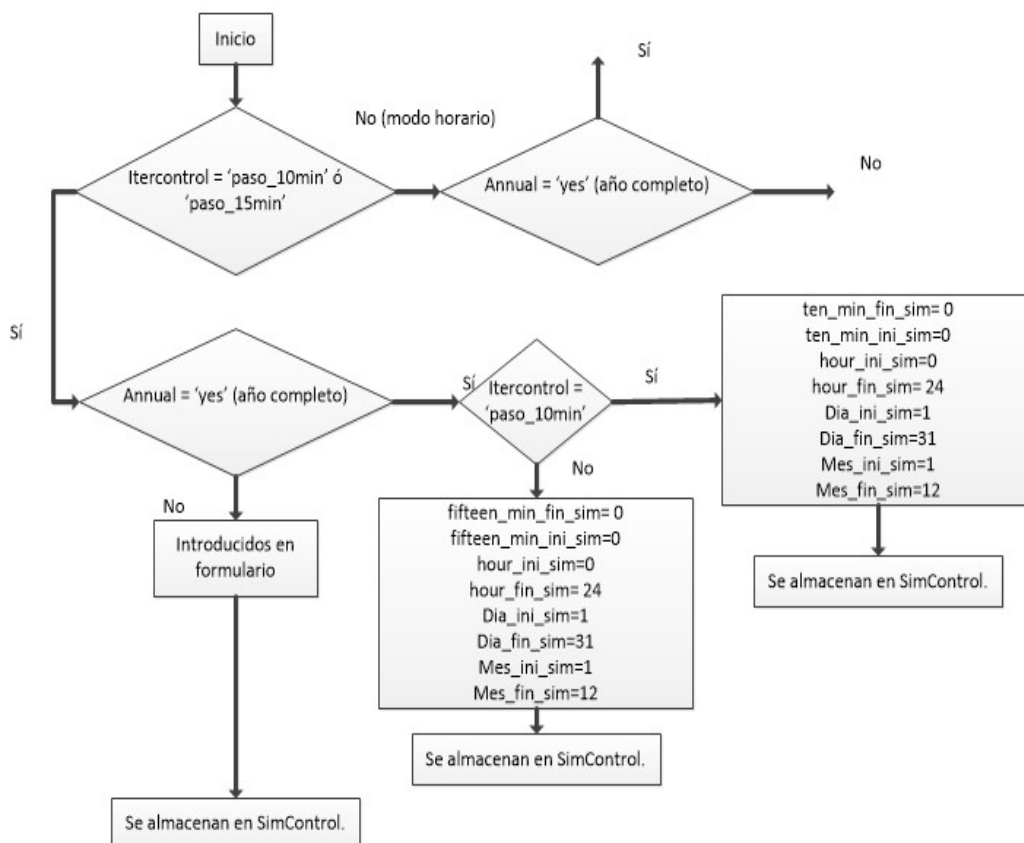 Inicio
Sí
No (modo horario)
Itercontrol = ‘paso_10min’ ó
‘paso_15min’
Annual = ‘yes’ (año completo)
No
Sí
Annual = ‘yes’ (año completo)
Sí
Itercontrol =
‘paso_10min’
Sí
ten_min_fin_sim= 0
ten_min_ini_sim=0
hour_ini_sim=0
hour_fin_sim= 24
Dia_ini_sim=1
Dia_fin_sim=31
Mes_ini_sim=1
Mes_fin_sim=12
No
No
Introducidos en
formulario
fifteen_min_fin_sim= 0
fifteen_min_ini_sim=0
hour_ini_sim=0
hour_fin_sim= 24
Dia_ini_sim=1
Dia_fin_sim=31
Mes_ini_sim=1
Mes_fin_sim=12
Se almacenan en SimControl.
Se almacenan en SimControl.
Se almacenan en SimControl.